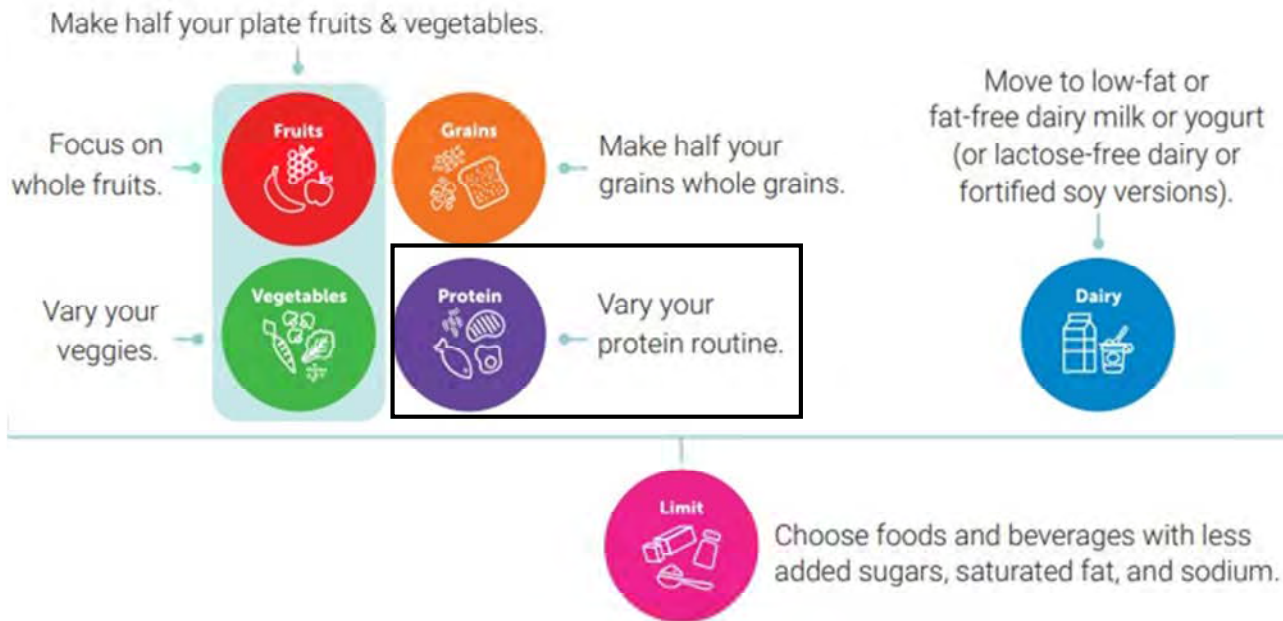 Make half your plate fruits & vegetables.
Focus on
whole fruits.
Fruits
Grains
Make half your
grains whole grains.
Move to low-fat or
fat-free dairy milk or yogurt
(or lactose-free dairy or
fortified soy versions).
Vary your
veggies.
Vegetables
Protein
Vary your
protein routine.
Dairy
Limit
Choose foods and beverages with less
added sugars, saturated fat, and sodium.